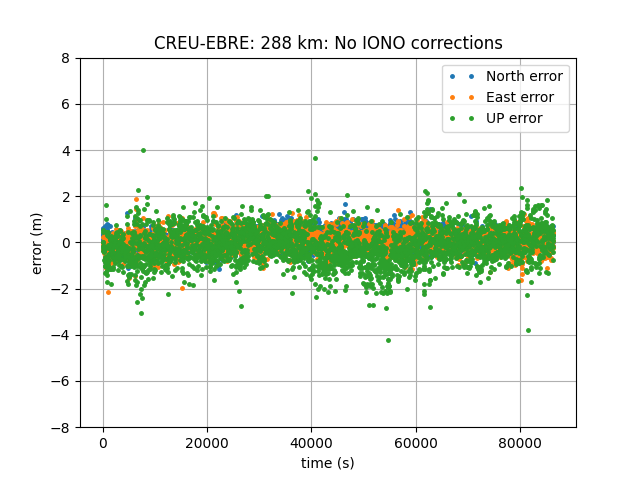 CREU-EBRE: 288 km: No IONO corrections
North error
East error
UP error
error (m)
8
6
4
2
0
−2
−4
−6
−8
0 20000 40000 60000 80000
time (s)